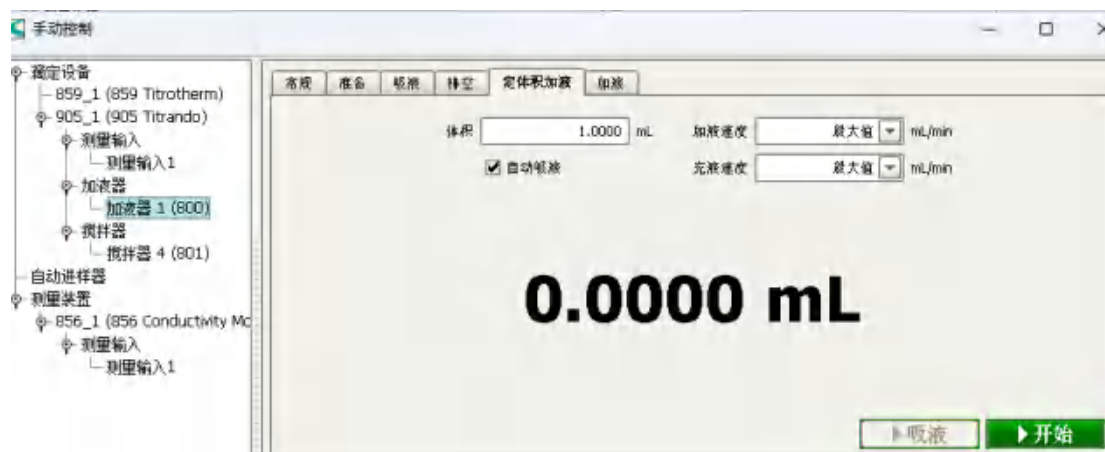 手动控制
滴定设备
859_1 (859 Titrotherm)
905_1 (905 Titrando)
测量输入
测量输入1
加液器
加液器 1 (800)
搅拌器
搅拌器 4 (801)
自动进样器
测量装置
856_1 (856 Conductivity Mo
测量输入
测量输入1
常规 准备 吸液 排空 定体积加液 加液
体积 1.0000 mL 加液速度 最大值 mL/min
自动吸液 充液速度 最大值 mL/min
0.0000 mL
吸液 开始